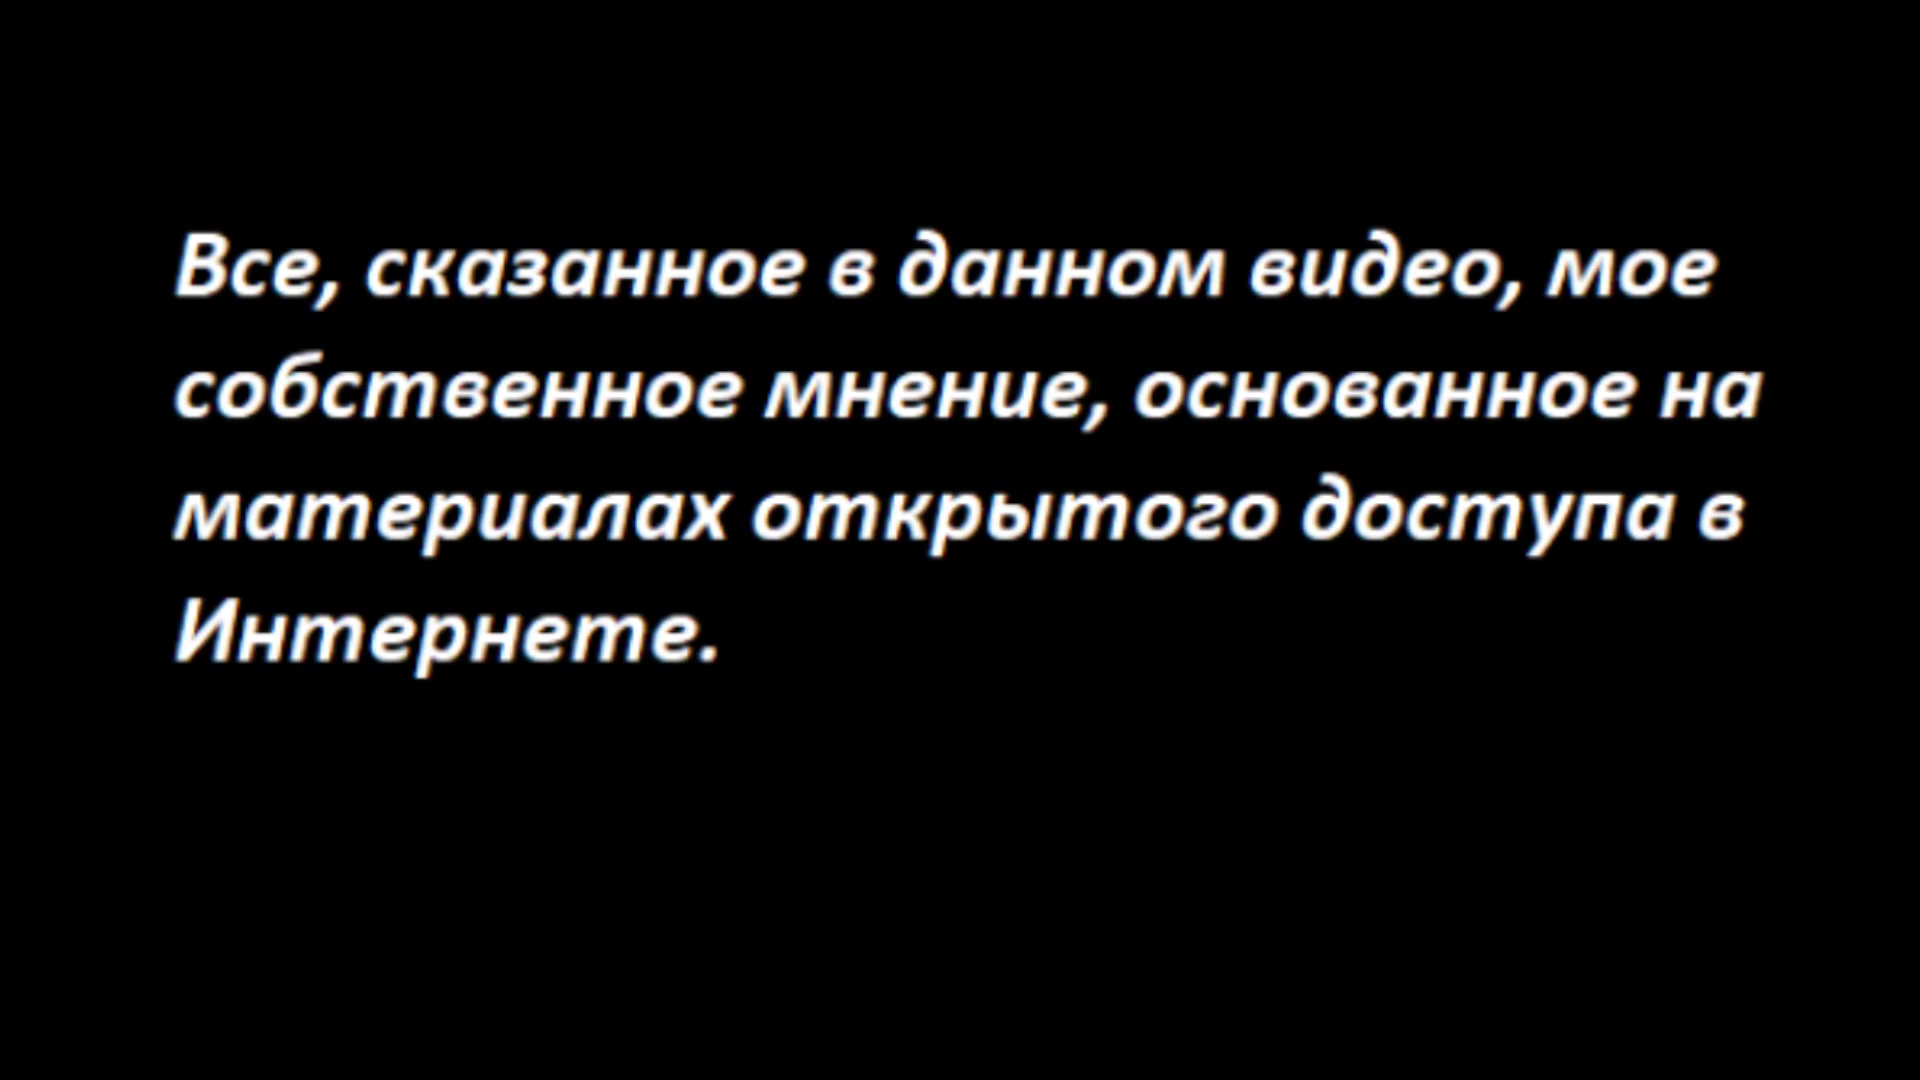 Все, сказанное в данном видео, мое
собственное мнение, основанное на
материалах открытого доступа в
Интернете.